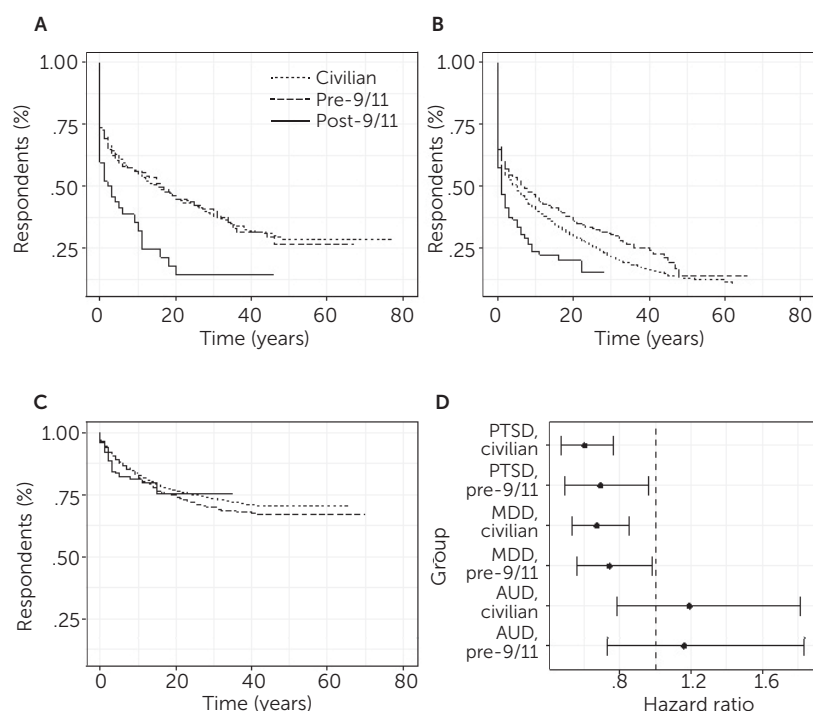 A
1.00
.75
.50
.25
Respondents (%)
0
20
40
60
80
Time (years)
Civilian
Pre-9/11
Post-9/11
B
1.00
.75
.50
.25
Respondents (%)
0
20
40
60
80
Time (years)
C
1.00
.75
.50
.25
Respondents (%)
0
20
40
60
80
Time (years)
D
Group
PTSD,
civilian
PTSD,
pre-9/11
MDD,
civilian
MDD,
pre-9/11
AUD,
civilian
AUD,
pre-9/11
.8
1.2
1.6
Hazard ratio